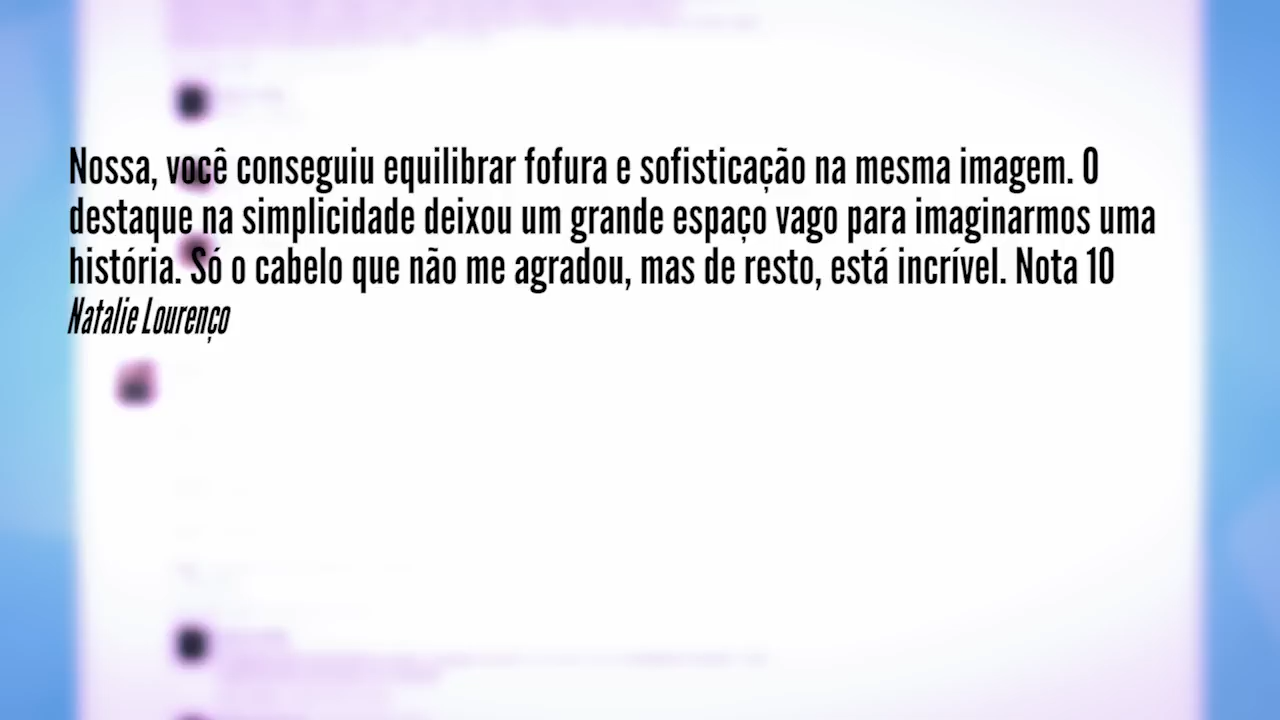 Nossa, você conseguiu equilibrar fofura e sofisticação na mesma imagem. O
destaque na simplicidade deixou um grande espaço vago para imaginarmos uma
história. Só o cabelo que não me agradou, mas de resto, está incrível. Nota 10
Natalie Lourenço